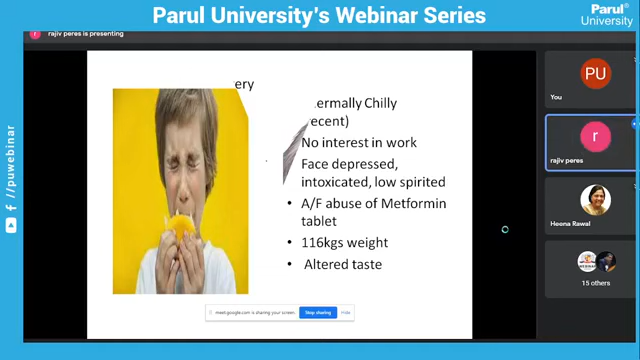 Parul University's Webinar Series
Parul®
University
r rajiv peres is presenting
ery
ermally Chilly
ecent)
No interest in work
Face depressed,
intoxicated, low spirited
• A/F abuse of Metformin
tablet
• 116kgs weight
• Altered taste
meet.google.com is sharing your screen.
Stop sharing
Hide
PU
You
r
rajiv peres
Heena Rawal
15 others
/puwebinar